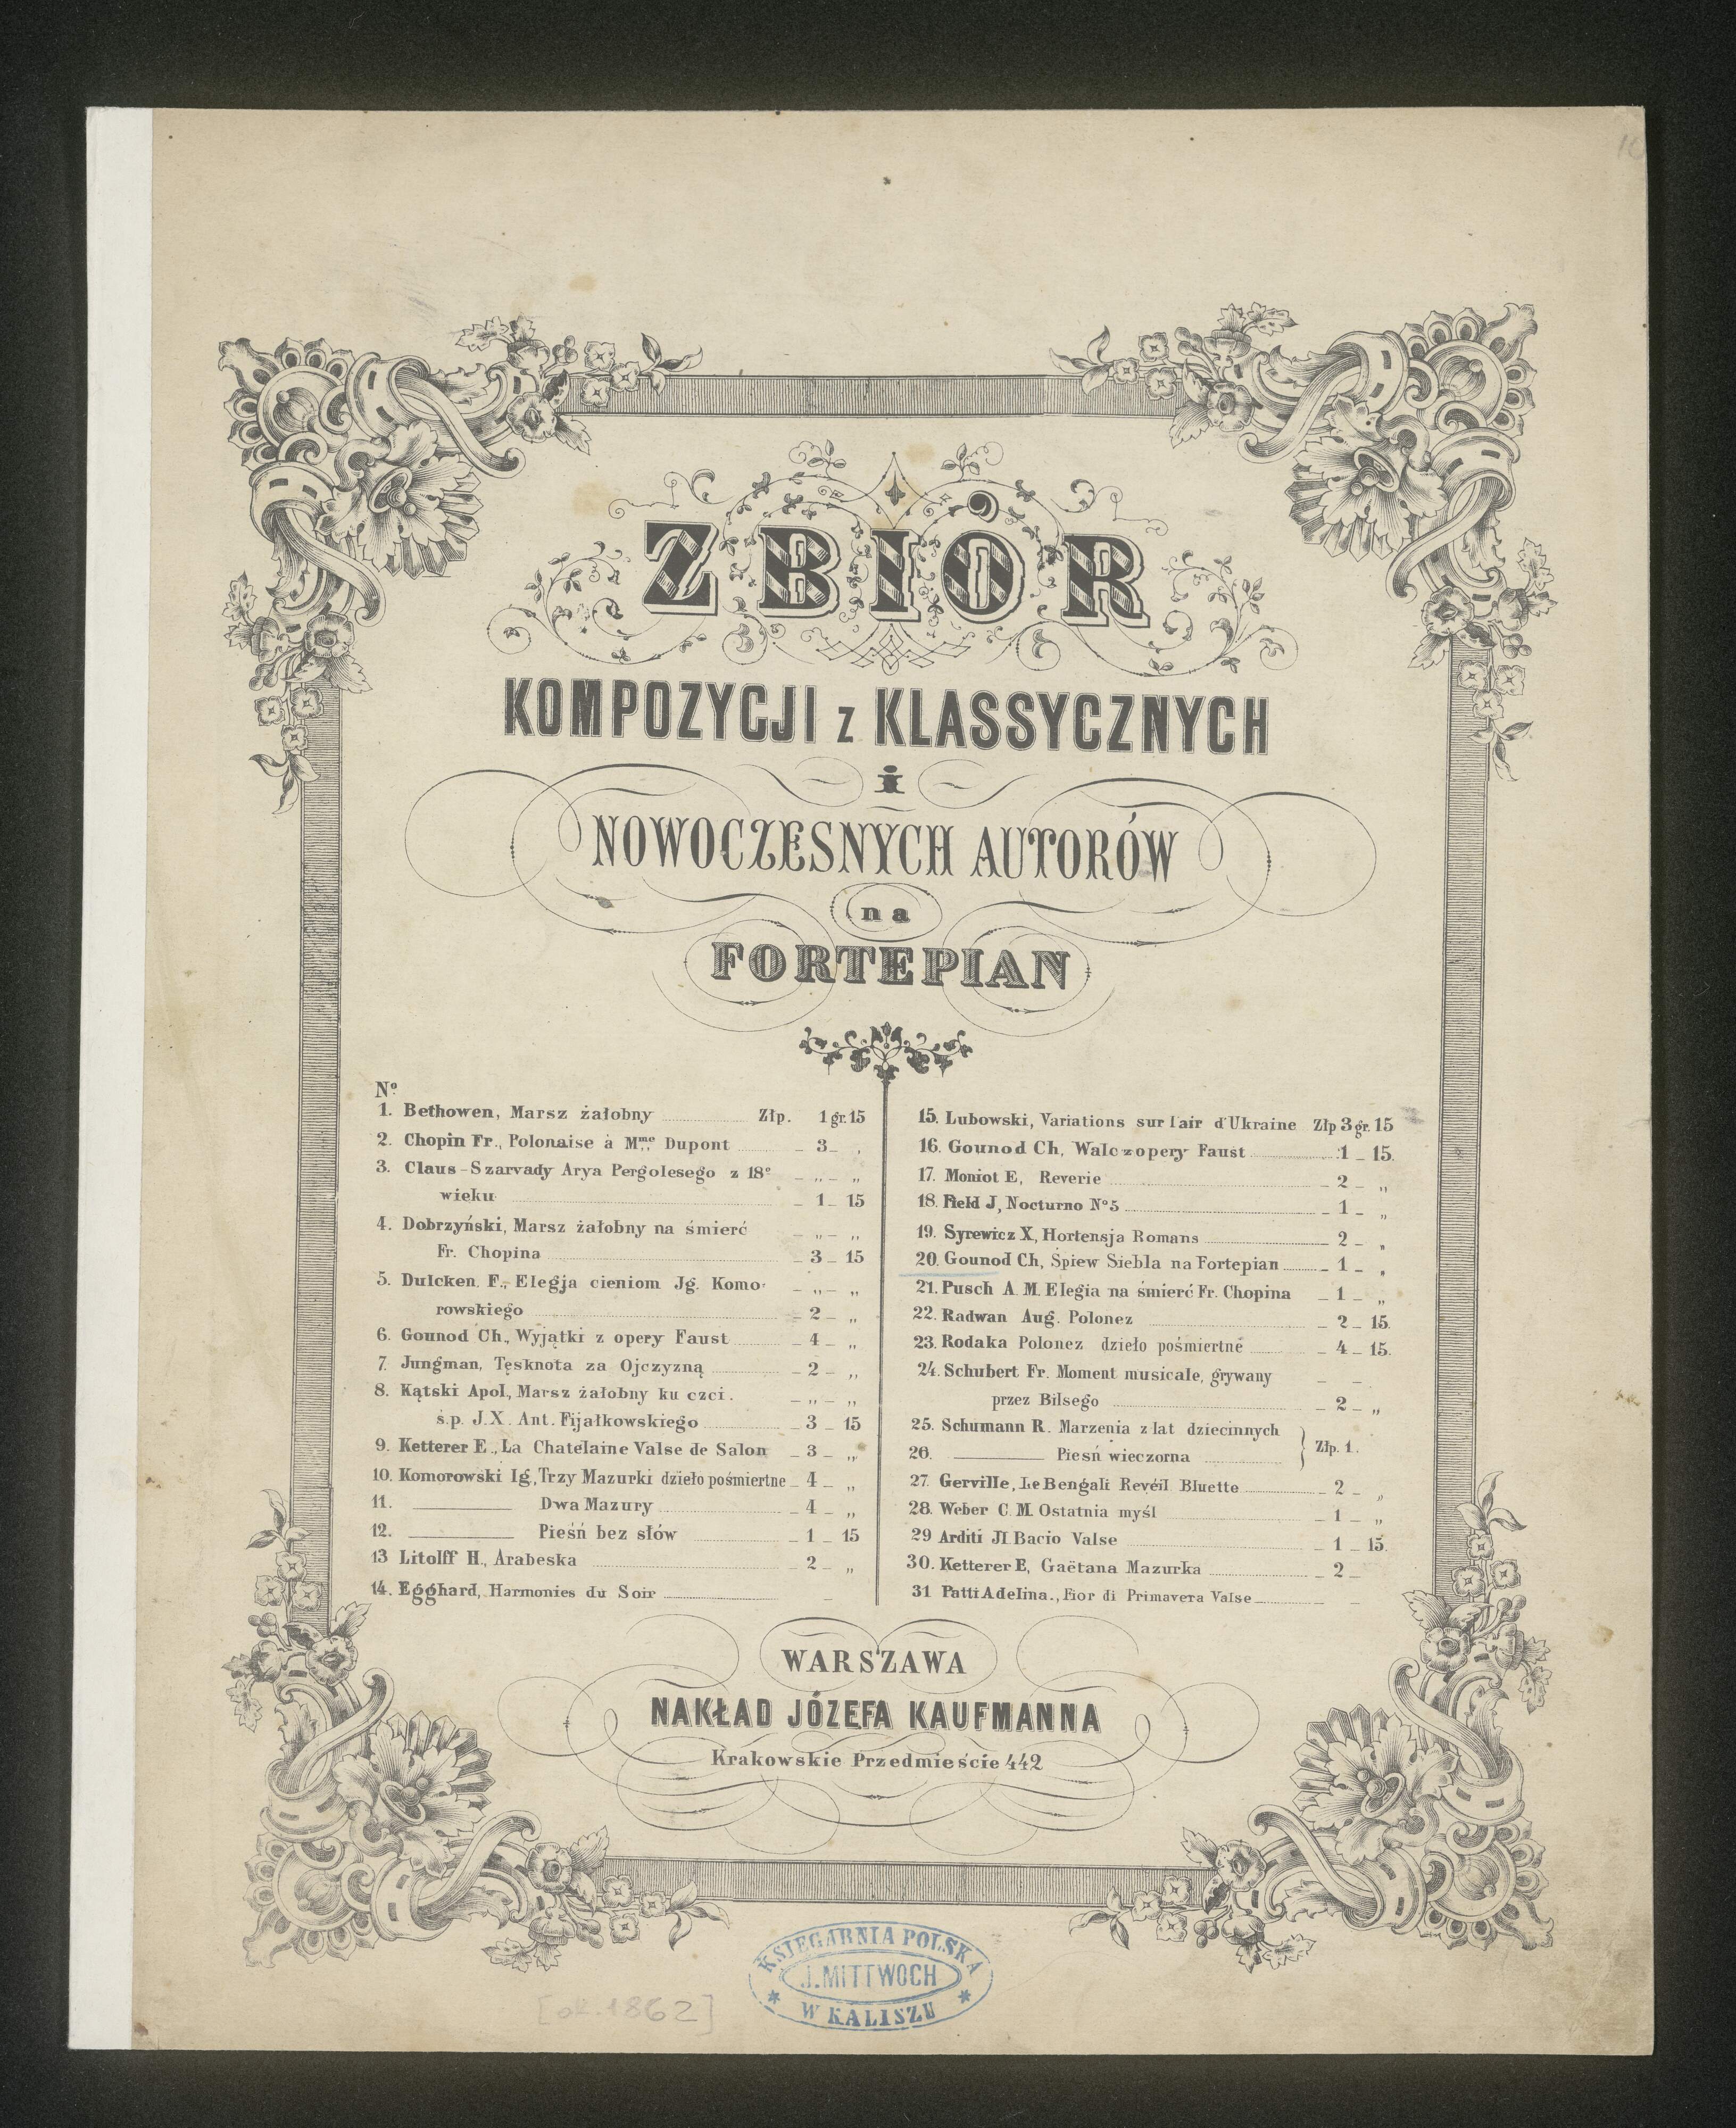 ZBIÓR
KOMPOZYCJI z KLASSYCZNYCH
i
NOWOCZESNYCH AUTORÓW
na
FORTEPIAN
Nº
1. Bethowen, Marsz żałobny Złp. 1 gr. 15
2. Chopin Fr., Polonaise à Mme Dupont _ 3 _ „
3. Claus-Szarvady Arya Pergolesego z 18º _ „ _ „
wieku _ 1 _ 15
4. Dobrzyński, Marsz żałobny na śmierć _ „ _ „
Fr. Chopina _ 3 _ 15
5. Dulcken F., Elegja cieniom Jg. Komo- _ „ _ „
rowskiego _ 2 _ „
6. Gounod Ch., Wyjątki z opery Faust _ 4 _ „
7. Jungman, Tęsknota za Ojczyzną _ 2 _ „
8. Kątski Apol., Marsz żałobny ku czci. _ „ _ „
ś.p. J.X. Ant. Fijałkowskiego _ 3 _ 15
9. Ketterer E., La Chatelaine Valse de Salon _ 3 _ „
10. Komorowski Ig., Trzy Mazurki dzieło pośmiertne _ 4 _ „
11. ——— Dwa Mazury _ 4 _ „
12. ——— Pieśń bez słów _ 1 _ 15
13 Litolff H., Arabeska _ 2 _ „
14. Egghard, Harmonies du Soir _
15. Lubowski, Variations sur l'air d'Ukraine Złp 3 gr. 15
16. Gounod Ch, Walc z opery Faust _ 1 _ 15.
17. Moniot E, Reverie _ 2 _ „
18. Field J, Nocturno Nº 5 _ 1 _ „
19. Syrewicz X, Hortensja Romans _ 2 _ „
20. Gounod Ch, Śpiew Siebla na Fortepian _ 1 _ „
21. Pusch A. M. Elegia na śmierć Fr. Chopina _ 1 _ „
22. Radwan Aug. Polonez _ 2 _ 15.
23. Rodaka Polonez dzieło pośmiertne _ 4 _ 15.
24. Schubert Fr. Moment musicale, grywany _ _
przez Bilsego _ 2 _ „
25. Schumann R. Marzenia z lat dziecinnych
26. ——— Pieśń wieczorna } Złp. 1.
27. Gerville, Le Bengali Revéil Bluette _ 2 _ „
28. Weber C. M. Ostatnia myśl _ 1 _ „
29 Arditi Jl Bacio Valse _ 1 _ 15.
30. Ketterer E, Gaëtana Mazurka _ 2 _
31 Patti Adelina., Fior di Primavera Valse _ _
WARSZAWA
NAKŁAD JÓZEFA KAUFMANNA
Krakowskie Przedmieście 442
KSIĘGARNIA POLSKA
J. MITTWOCH
* W KALISZU *
[ok. 1862]